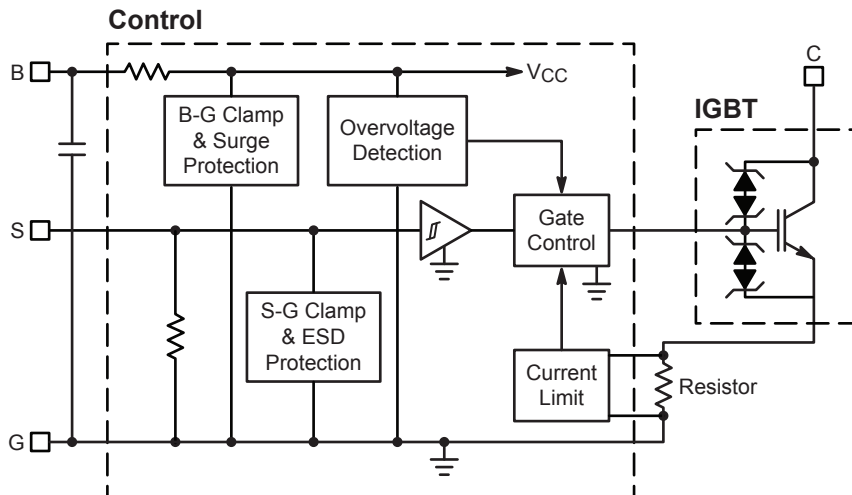 Control
B
VCC
C
IGBT
B-G Clamp
& Surge
Protection
Overvoltage
Detection
S
Gate
Control
S-G Clamp
& ESD
Protection
Current
Limit
Resistor
G